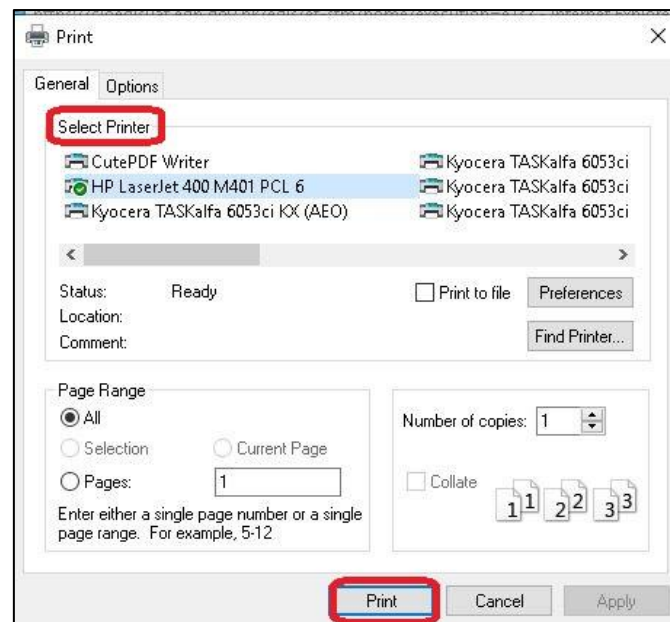 Print
General Options
Select Printer
CutePDF Writer
HP LaserJet 400 M401 PCL 6
Kyocera TASKalfa 6053ci KX (AEO)
Kyocera TASKalfa 6053ci
Kyocera TASKalfa 6053ci
Kyocera TASKalfa 6053ci
Status: Ready
Location:
Comment:
Print to file
Preferences
Find Printer...
Page Range
All
Selection
Current Page
Pages: 1
Enter either a single page number or a single
page range. For example, 5-12
Number of copies: 1
Collate
1 1 2 2 3 3
Print Cancel Apply